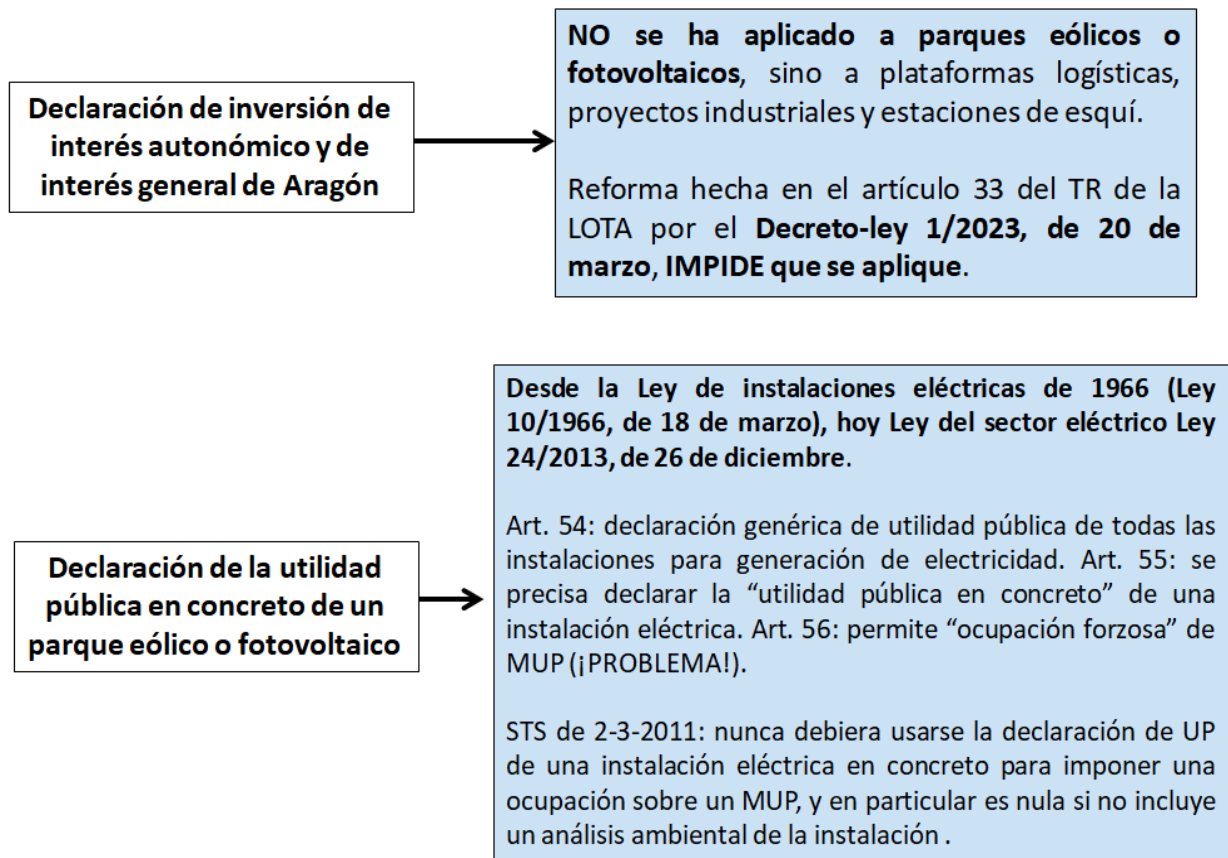 Declaración de inversión de
interés autonómico y de
interés general de Aragón
NO se ha aplicado a parques eólicos o
fotovoltaicos, sino a plataformas logísticas,
proyectos industriales y estaciones de esquí.
Reforma hecha en el artículo 33 del TR de la
LOTA por el Decreto-ley 1/2023, de 20 de
marzo, IMPIDE que se aplique.
Declaración de la utilidad
pública en concreto de un
parque eólico o fotovoltaico
Desde la Ley de instalaciones eléctricas de 1966 (Ley
10/1966, de 18 de marzo), hoy Ley del sector eléctrico Ley
24/2013, de 26 de diciembre.
Art. 54: declaración genérica de utilidad pública de todas las
instalaciones para generación de electricidad. Art. 55: se
precisa declarar la “utilidad pública en concreto” de una
instalación eléctrica. Art. 56: permite “ocupación forzosa” de
MUP (¡PROBLEMA!).
STS de 2-3-2011: nunca debiera usarse la declaración de UP
de una instalación eléctrica en concreto para imponer una
ocupación sobre un MUP, y en particular es nula si no incluye
un análisis ambiental de la instalación .